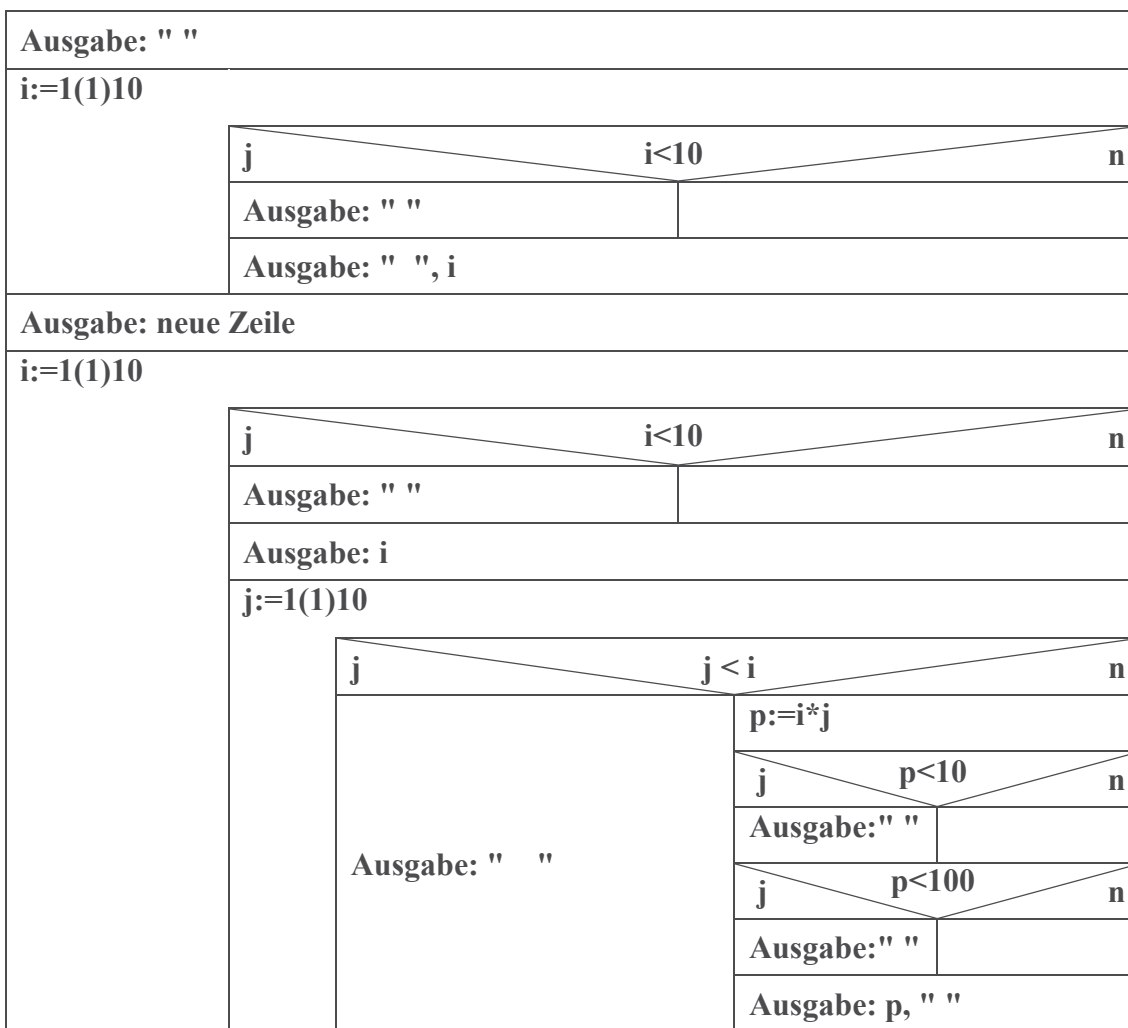 Ausgabe: " "
i:=1(1)10
j i<10 n
Ausgabe: " "
Ausgabe: "  ", i
Ausgabe: neue Zeile
i:=1(1)10
j i<10 n
Ausgabe: " "
Ausgabe: i
j:=1(1)10
j j < i n
p:=i*j
j p<10 n
Ausgabe:" "
Ausgabe: "    "
j p<100 n
Ausgabe:" "
Ausgabe: p, " "